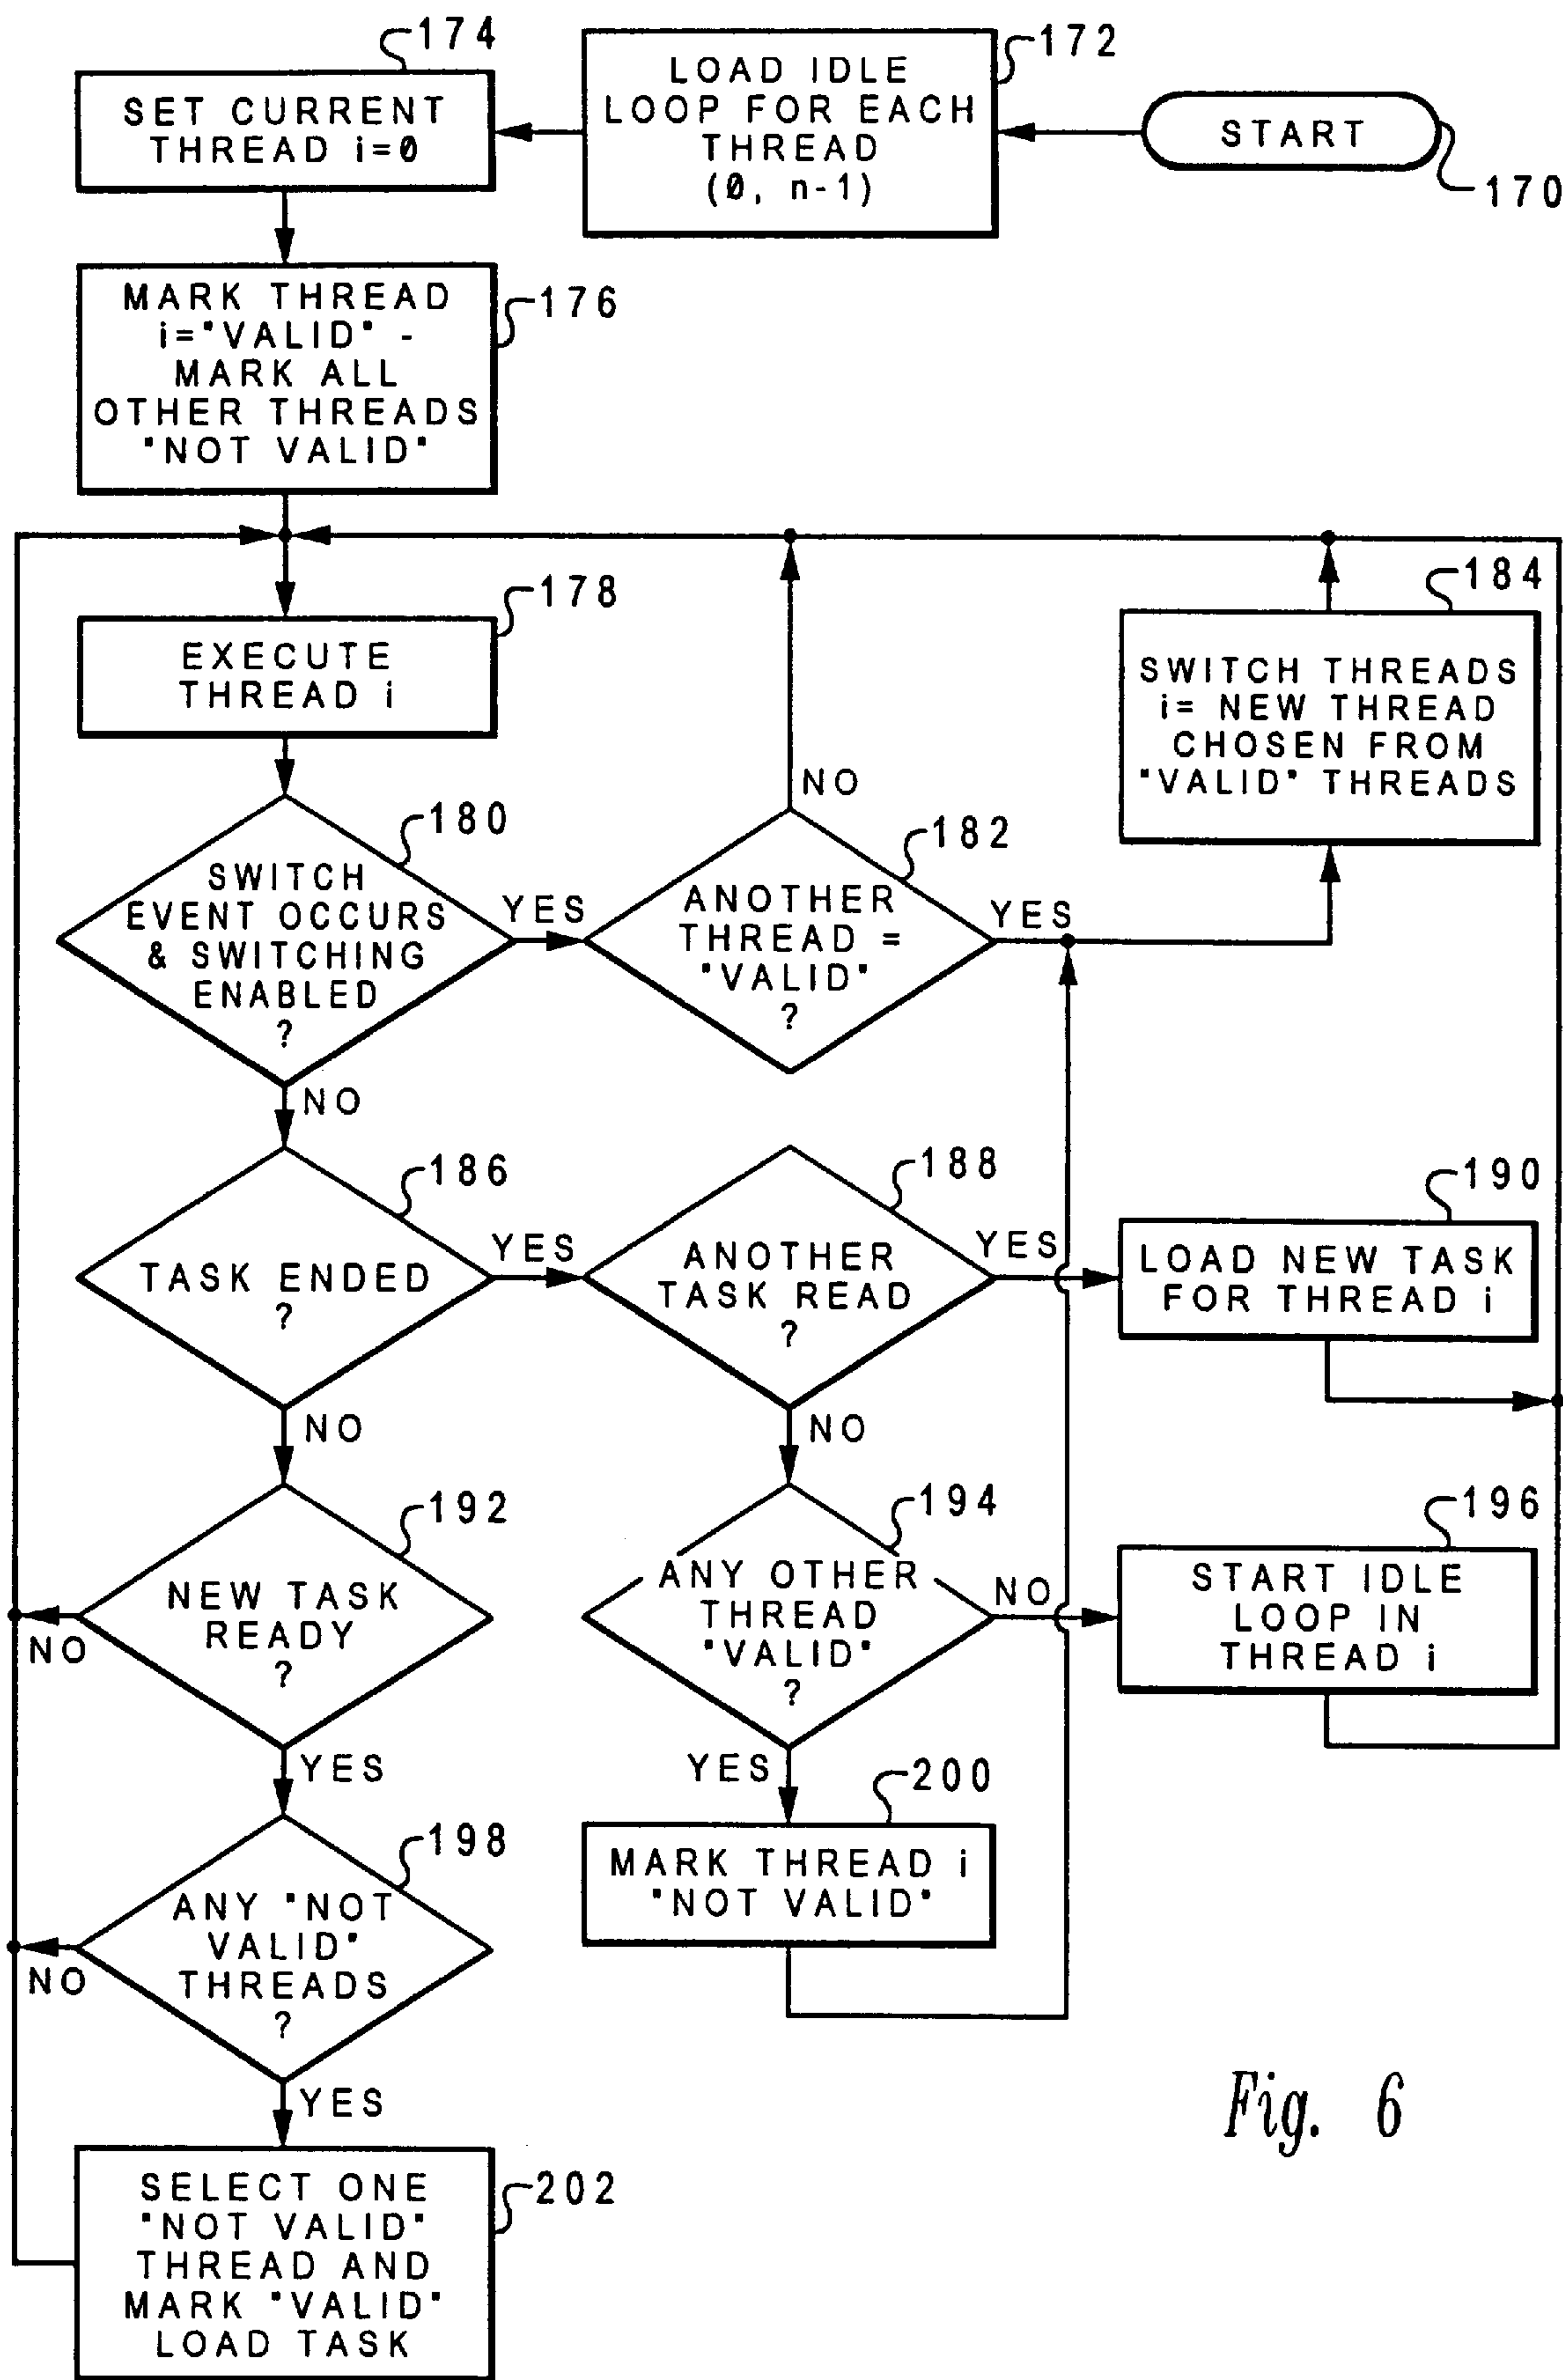 174
SET CURRENT
THREAD i=0
172
LOAD IDLE
LOOP FOR EACH
THREAD
(0, n-1)
START
170
MARK THREAD
i="VALID" -
MARK ALL
OTHER THREADS
"NOT VALID"
176
178
EXECUTE
THREAD i
184
SWITCH THREADS
i= NEW THREAD
CHOSEN FROM
"VALID" THREADS
180
SWITCH
EVENT OCCURS
& SWITCHING
ENABLED
?
YES
NO
182
ANOTHER
THREAD =
"VALID"
?
NO
YES
186
TASK ENDED
?
YES
NO
188
ANOTHER
TASK READ
?
YES
NO
190
LOAD NEW TASK
FOR THREAD i
192
NEW TASK
READY
?
NO
YES
194
ANY OTHER
THREAD
"VALID"
?
NO
YES
196
START IDLE
LOOP IN
THREAD i
198
ANY "NOT
VALID"
THREADS
?
NO
YES
200
MARK THREAD i
"NOT VALID"
202
SELECT ONE
"NOT VALID"
THREAD AND
MARK "VALID"
LOAD TASK
Fig. 6